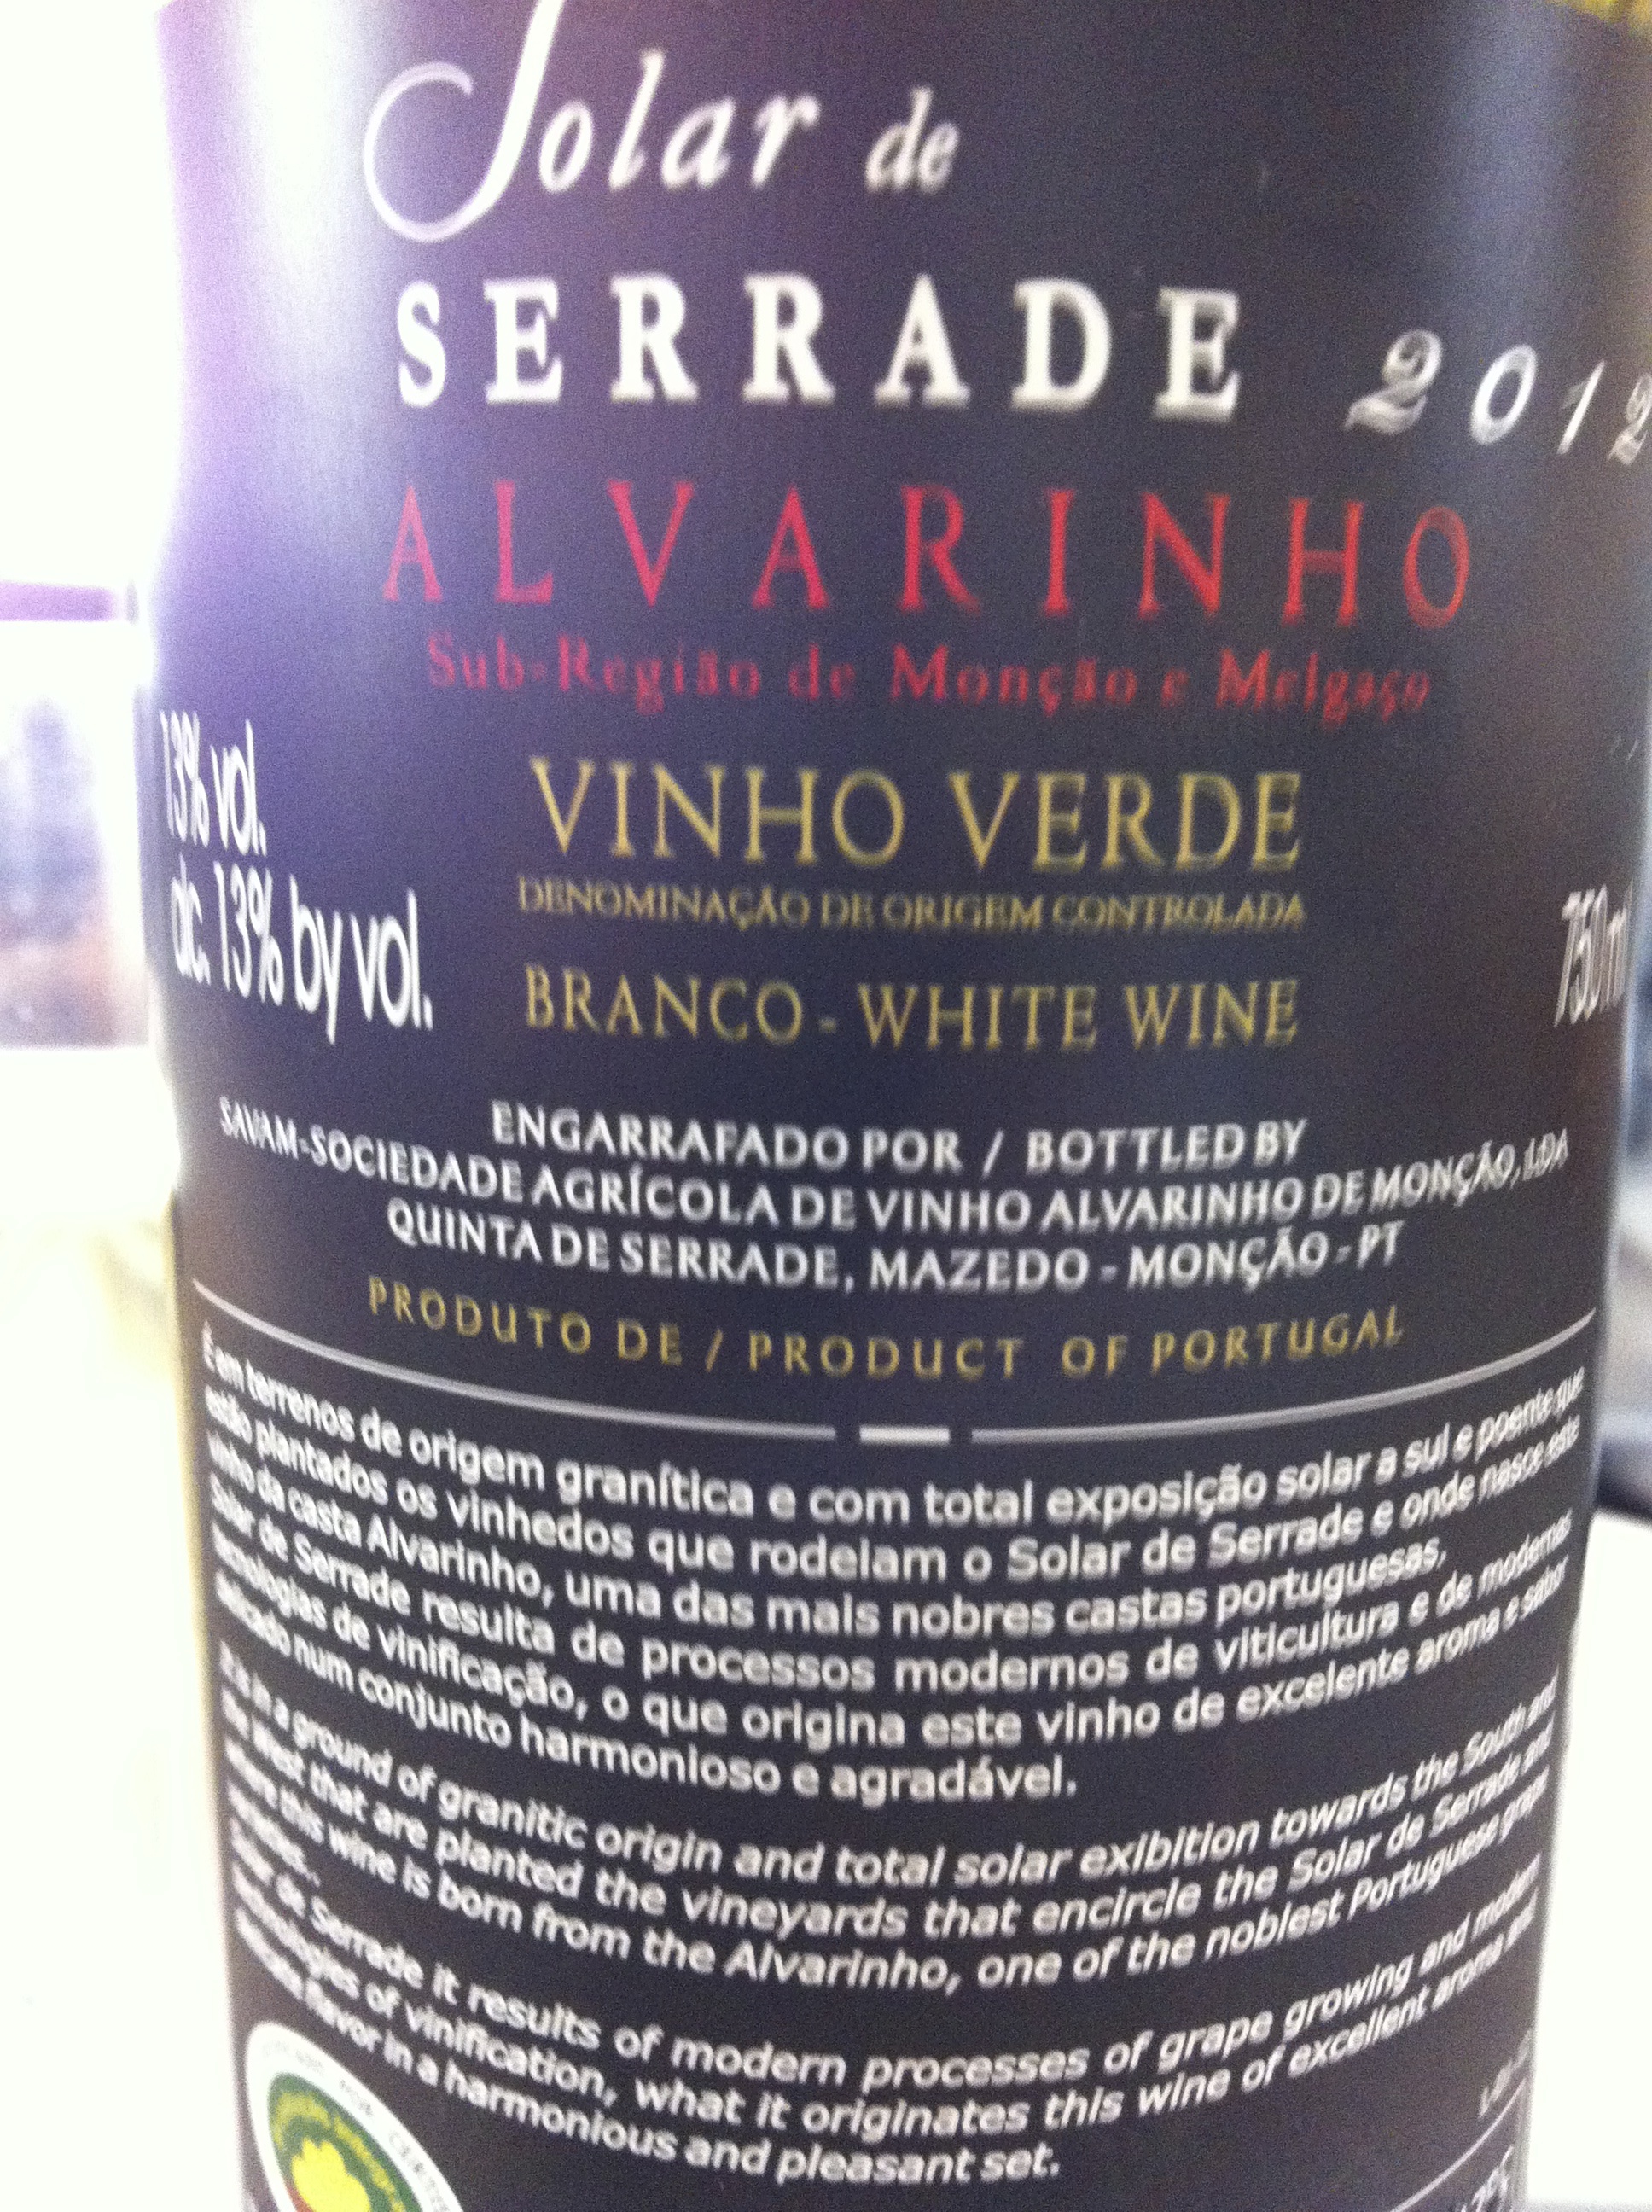 Solar de
SERRADE 2012
ALVARINHO
Sub-Região de Monção e Melgaço
13% vol.
alc. 13% by vol.
VINHO VERDE
DENOMINAÇÃO DE ORIGEM CONTROLADA
BRANCO - WHITE WINE
750 ml
ENGARRAFADO POR / BOTTLED BY
SAVAM-SOCIEDADE AGRÍCOLA DE VINHO ALVARINHO DE MONÇÃO, LDA
QUINTA DE SERRADE, MAZEDO - MONÇÃO - PT
PRODUTO DE / PRODUCT OF PORTUGAL
É em terrenos de origem granítica e com total exposição solar a sul e poente que
estão plantados os vinhedos que rodeiam o Solar de Serrade e onde nasce este
vinho da casta Alvarinho, uma das mais nobres castas portuguesas,
Solar de Serrade resulta de processos modernos de viticultura e de modernas
tecnologias de vinificação, o que origina este vinho de excelente aroma e sabor
delicado num conjunto harmonioso e agradável.
It is in a ground of granitic origin and total solar exibition towards the South and
the west that are planted the vineyards that encircle the Solar de Serrade and
where this wine is born from the Alvarinho, one of the noblest Portuguese grape
Solar de Serrade it results of modern processes of grape growing and modern
technologies of vinification, what it originates this wine of excellent aroma and
delicate flavor in a harmonious and pleasant set.